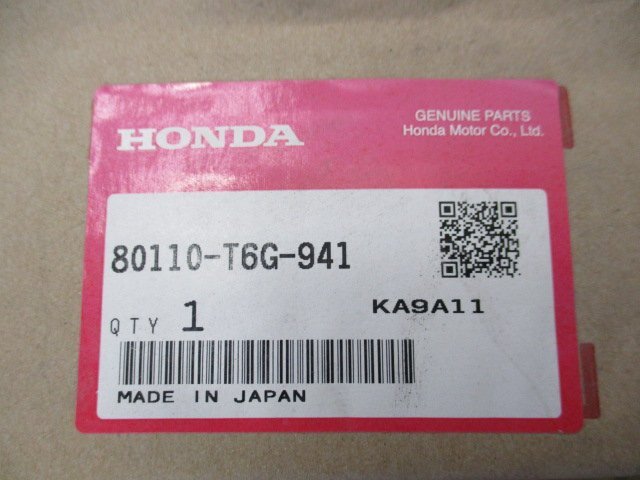 HONDA
GENUINE PARTS
Honda Motor Co., Ltd.
80110-T6G-941
QTY 1
KA9A11
MADE IN JAPAN